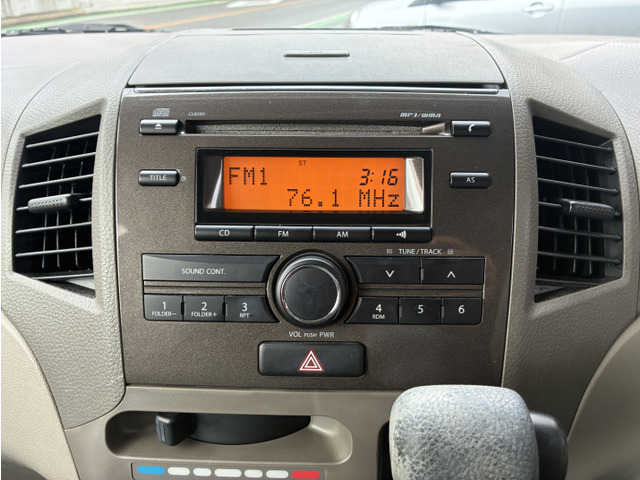 CD-R/RW MP3/WMA
ST
FM1 3:16
76.1 MHz
TITLE AS
CD FM AM
TUNE/TRACK
SOUND CONT.
1 2 3 4 5 6
FOLDER− FOLDER+ RPT RDM
VOL PUSH PWR